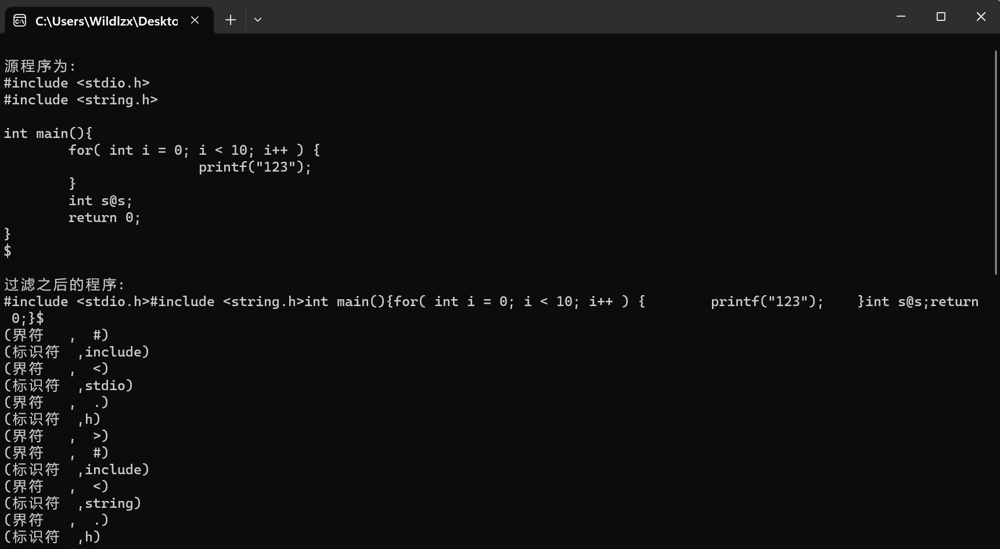 C:\Users\Wildlzx\Deskto
源程序为:
#include <stdio.h>
#include <string.h>
int main(){
        for( int i = 0; i < 10; i++ ) {
                        printf("123");
        }
        int s@s;
        return 0;
}
$
过滤之后的程序:
#include <stdio.h>#include <string.h>int main(){for( int i = 0; i < 10; i++ ) {        printf("123");    }int s@s;return
 0;}$
(界符   ,  #)
(标识符  ,include)
(界符   ,  <)
(标识符  ,stdio)
(界符   ,  .)
(标识符  ,h)
(界符   ,  >)
(界符   ,  #)
(标识符  ,include)
(界符   ,  <)
(标识符  ,string)
(界符   ,  .)
(标识符  ,h)